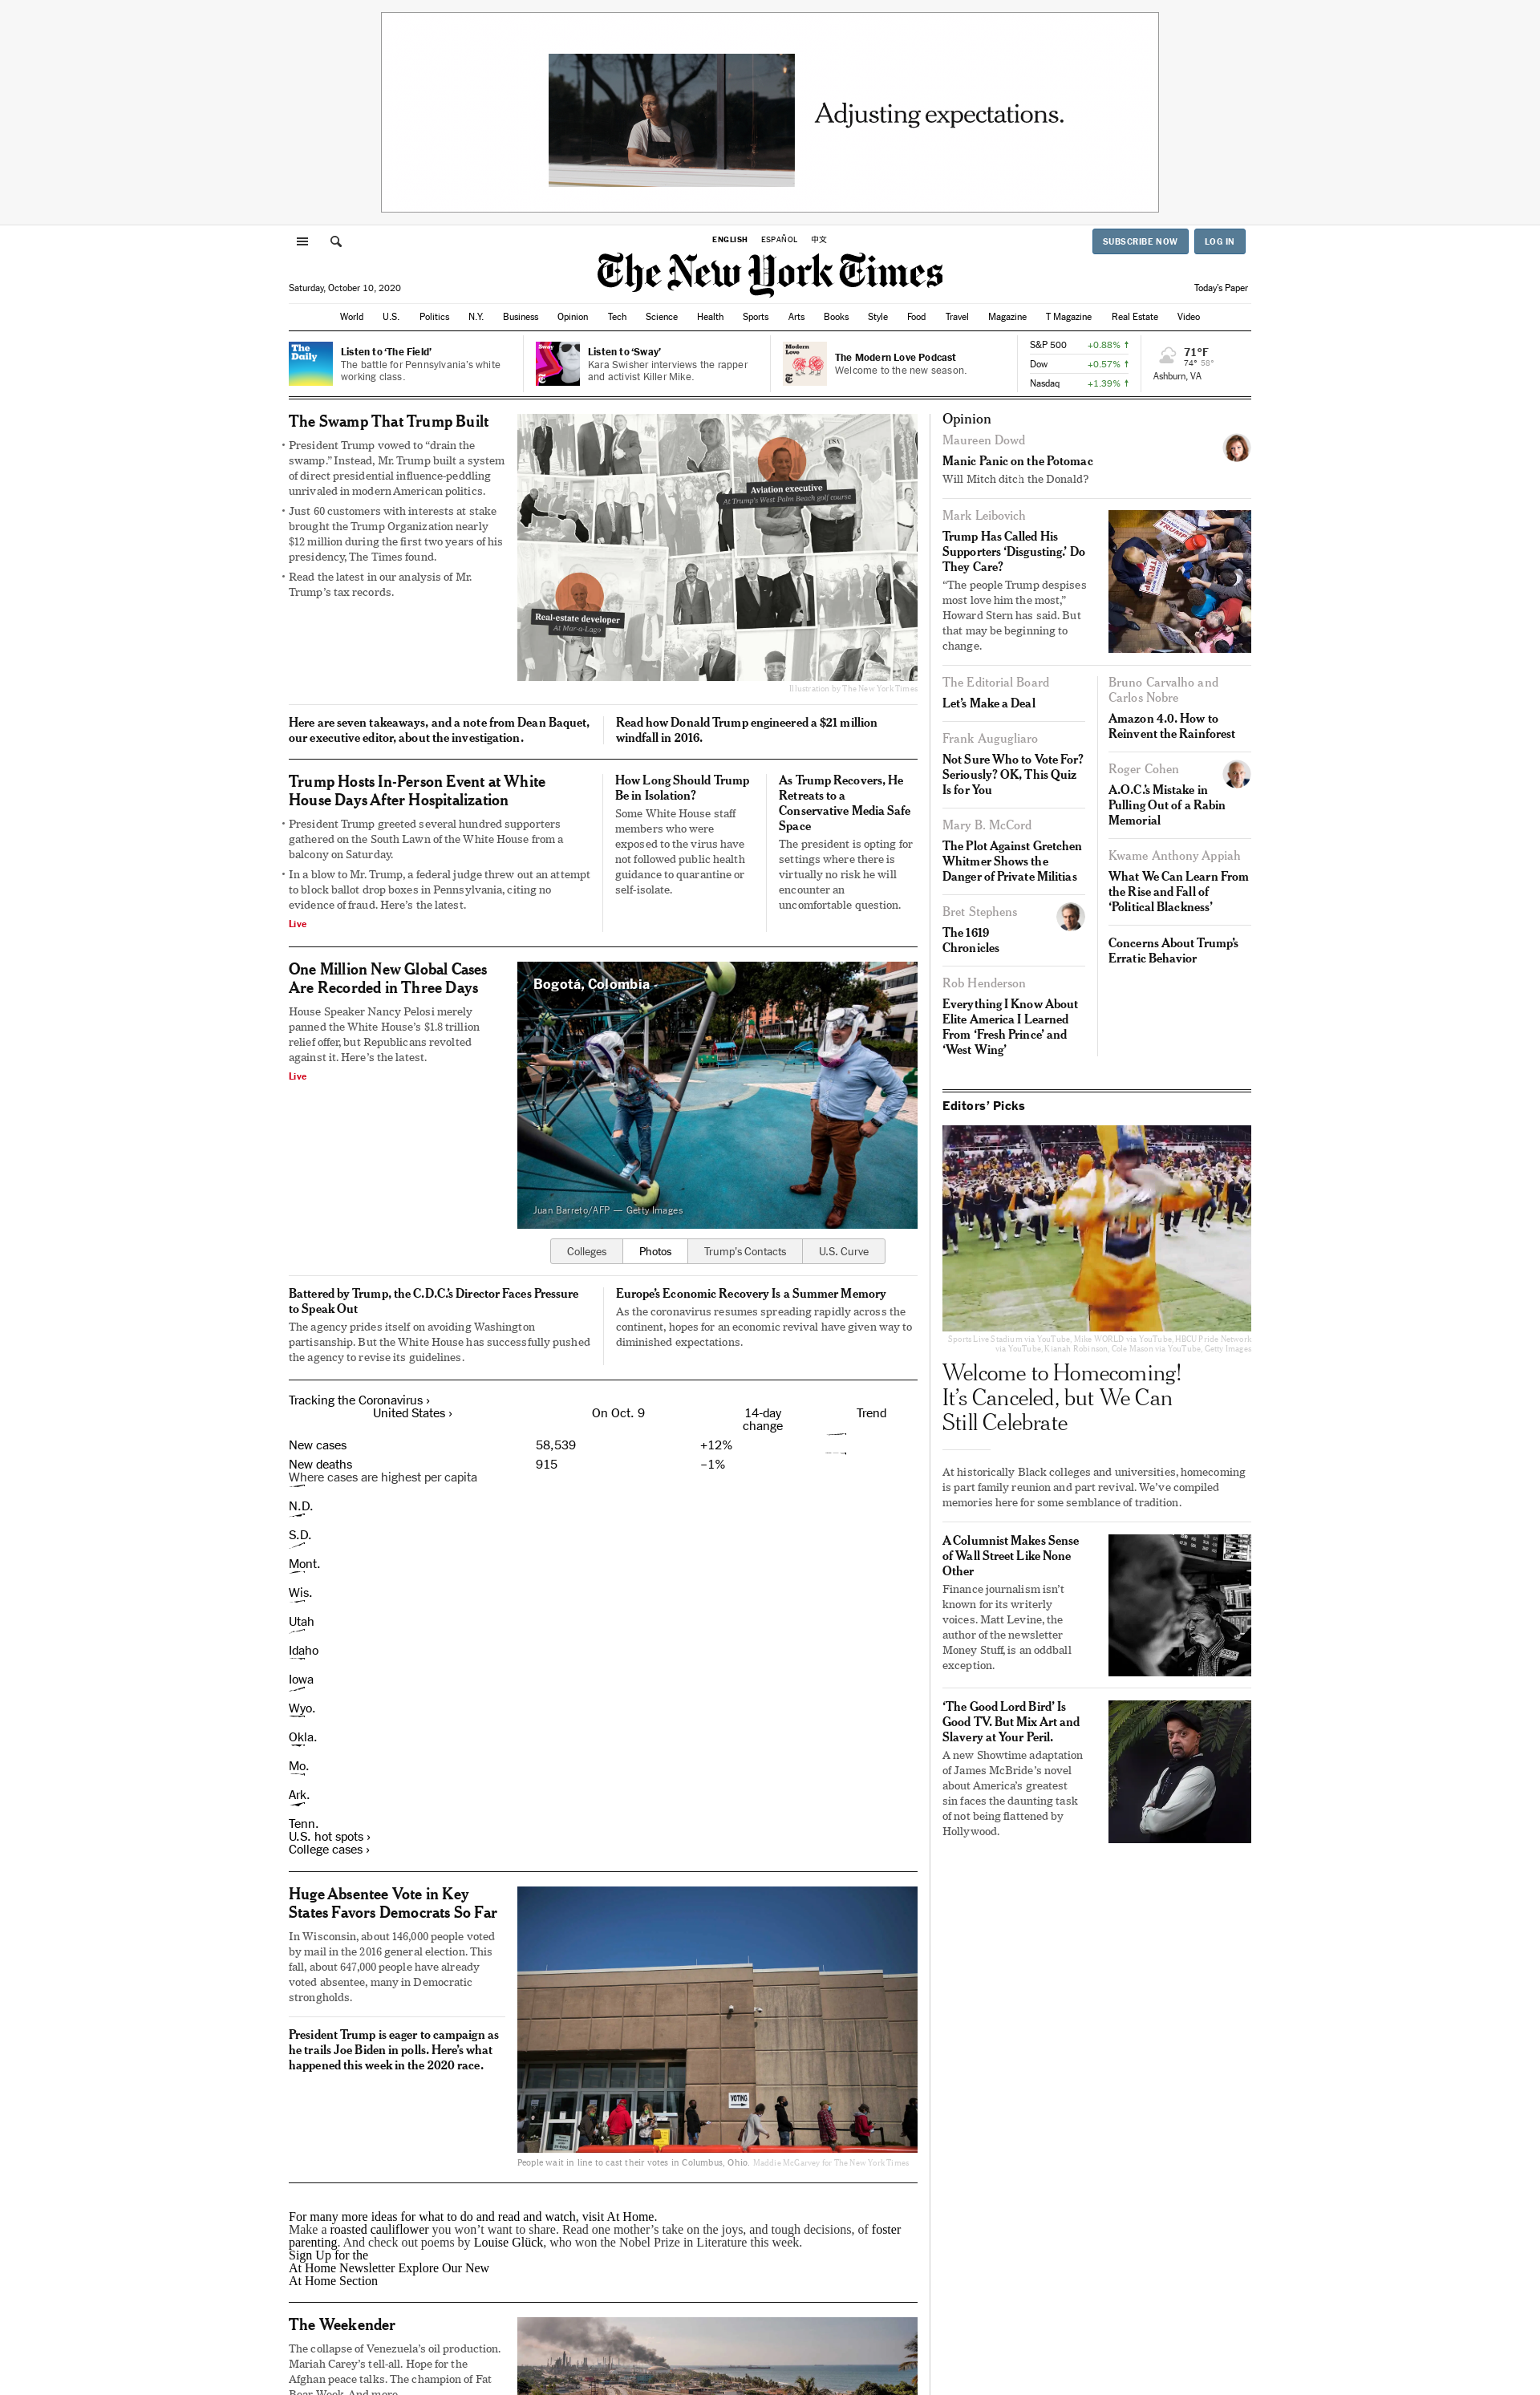 Adjusting expectations.
ENGLISH ESPAÑOL 中文
SUBSCRIBE NOW LOG IN
The New York Times
Saturday, October 10, 2020
Today's Paper
World U.S. Politics N.Y. Business Opinion Tech Science Health Sports Arts Books Style Food Travel Magazine T Magazine Real Estate Video
The Daily
Listen to ‘The Field’
The battle for Pennsylvania’s white
working class.
Sway
Listen to ‘Sway’
Kara Swisher interviews the rapper
and activist Killer Mike.
Modern Love
The Modern Love Podcast
Welcome to the new season.
S&P 500 +0.88% ↑
Dow +0.57% ↑
Nasdaq +1.39% ↑
71°F
74° 58°
Ashburn, VA
The Swamp That Trump Built
• President Trump vowed to “drain the
swamp.” Instead, Mr. Trump built a system
of direct presidential influence-peddling
unrivaled in modern American politics.
• Just 60 customers with interests at stake
brought the Trump Organization nearly
$12 million during the first two years of his
presidency, The Times found.
• Read the latest in our analysis of Mr.
Trump’s tax records.
USA
Aviation executive
At Trump's West Palm Beach golf course
Real-estate developer
At Mar-a-Lago
Illustration by The New York Times
Here are seven takeaways, and a note from Dean Baquet,
our executive editor, about the investigation.
Read how Donald Trump engineered a $21 million
windfall in 2016.
Trump Hosts In-Person Event at White
House Days After Hospitalization
• President Trump greeted several hundred supporters
gathered on the South Lawn of the White House from a
balcony on Saturday.
• In a blow to Mr. Trump, a federal judge threw out an attempt
to block ballot drop boxes in Pennsylvania, citing no
evidence of fraud. Here’s the latest.
Live
How Long Should Trump
Be in Isolation?
Some White House staff
members who were
exposed to the virus have
not followed public health
guidance to quarantine or
self-isolate.
As Trump Recovers, He
Retreats to a
Conservative Media Safe
Space
The president is opting for
settings where there is
virtually no risk he will
encounter an
uncomfortable question.
One Million New Global Cases
Are Recorded in Three Days
House Speaker Nancy Pelosi merely
panned the White House’s $1.8 trillion
relief offer, but Republicans revolted
against it. Here’s the latest.
Live
Bogotá, Colombia
Juan Barreto/AFP — Getty Images
Colleges Photos Trump’s Contacts U.S. Curve
Battered by Trump, the C.D.C.’s Director Faces Pressure
to Speak Out
The agency prides itself on avoiding Washington
partisanship. But the White House has successfully pushed
the agency to revise its guidelines.
Europe’s Economic Recovery Is a Summer Memory
As the coronavirus resumes spreading rapidly across the
continent, hopes for an economic revival have given way to
diminished expectations.
Tracking the Coronavirus ›
United States › On Oct. 9 14-day
change Trend
New cases 58,539 +12%
New deaths 915 –1%
Where cases are highest per capita
N.D.
S.D.
Mont.
Wis.
Utah
Idaho
Iowa
Wyo.
Okla.
Mo.
Ark.
Tenn.
U.S. hot spots ›
College cases ›
Huge Absentee Vote in Key
States Favors Democrats So Far
In Wisconsin, about 146,000 people voted
by mail in the 2016 general election. This
fall, about 647,000 people have already
voted absentee, many in Democratic
strongholds.
President Trump is eager to campaign as
he trails Joe Biden in polls. Here’s what
happened this week in the 2020 race.
VOTING
People wait in line to cast their votes in Columbus, Ohio. Maddie McGarvey for The New York Times
For many more ideas for what to do and read and watch, visit At Home.
Make a roasted cauliflower you won’t want to share. Read one mother’s take on the joys, and tough decisions, of foster
parenting. And check out poems by Louise Glück, who won the Nobel Prize in Literature this week.
Sign Up for the
At Home Newsletter Explore Our New
At Home Section
The Weekender
The collapse of Venezuela’s oil production.
Mariah Carey’s tell-all. Hope for the
Afghan peace talks. The champion of Fat
Bear Week. And more.
Opinion
Maureen Dowd
Manic Panic on the Potomac
Will Mitch ditch the Donald?
Mark Leibovich
Trump Has Called His
Supporters ‘Disgusting.’ Do
They Care?
“The people Trump despises
most love him the most,”
Howard Stern has said. But
that may be beginning to
change.
TRUMP
TRUMP
The Editorial Board
Let’s Make a Deal
Frank Augugliaro
Not Sure Who to Vote For?
Seriously? OK, This Quiz
Is for You
Mary B. McCord
The Plot Against Gretchen
Whitmer Shows the
Danger of Private Militias
Bret Stephens
The 1619
Chronicles
Rob Henderson
Everything I Know About
Elite America I Learned
From ‘Fresh Prince’ and
‘West Wing’
Bruno Carvalho and
Carlos Nobre
Amazon 4.0. How to
Reinvent the Rainforest
Roger Cohen
A.O.C.’s Mistake in
Pulling Out of a Rabin
Memorial
Kwame Anthony Appiah
What We Can Learn From
the Rise and Fall of
‘Political Blackness’
Concerns About Trump’s
Erratic Behavior
Editors’ Picks
Sports Live Stadium via YouTube, Mike WORLD via YouTube, HBCU Pride Network
via YouTube, Kianah Robinson, Cole Mason via YouTube, Getty Images
Welcome to Homecoming!
It’s Canceled, but We Can
Still Celebrate
At historically Black colleges and universities, homecoming
is part family reunion and part revival. We’ve compiled
memories here for some semblance of tradition.
A Columnist Makes Sense
of Wall Street Like None
Other
Finance journalism isn’t
known for its writerly
voices. Matt Levine, the
author of the newsletter
Money Stuff, is an oddball
exception.
‘The Good Lord Bird’ Is
Good TV. But Mix Art and
Slavery at Your Peril.
A new Showtime adaptation
of James McBride’s novel
about America’s greatest
sin faces the daunting task
of not being flattened by
Hollywood.